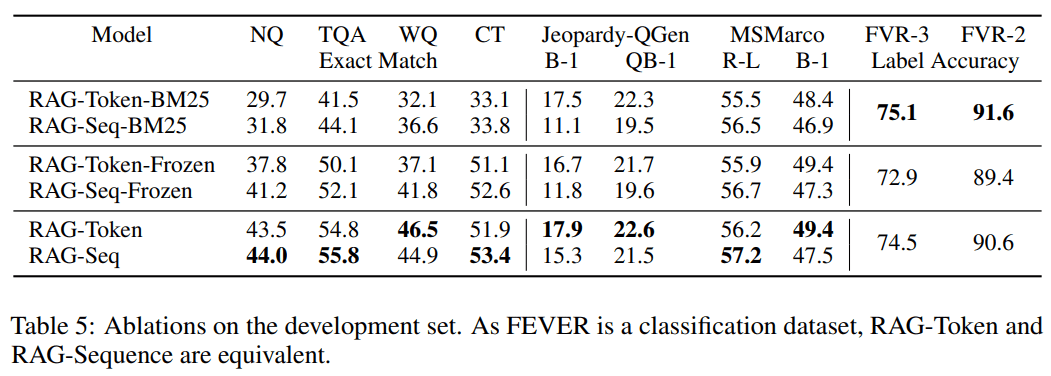 Model NQ TQA WQ CT Jeopardy-QGen MSMarco FVR-3 FVR-2
Exact Match B-1 QB-1 R-L B-1 Label Accuracy
RAG-Token-BM25 29.7 41.5 32.1 33.1 17.5 22.3 55.5 48.4 75.1 91.6
RAG-Seq-BM25 31.8 44.1 36.6 33.8 11.1 19.5 56.5 46.9
RAG-Token-Frozen 37.8 50.1 37.1 51.1 16.7 21.7 55.9 49.4 72.9 89.4
RAG-Seq-Frozen 41.2 52.1 41.8 52.6 11.8 19.6 56.7 47.3
RAG-Token 43.5 54.8 46.5 51.9 17.9 22.6 56.2 49.4 74.5 90.6
RAG-Seq 44.0 55.8 44.9 53.4 15.3 21.5 57.2 47.5
Table 5: Ablations on the development set. As FEVER is a classification dataset, RAG-Token and
RAG-Sequence are equivalent.